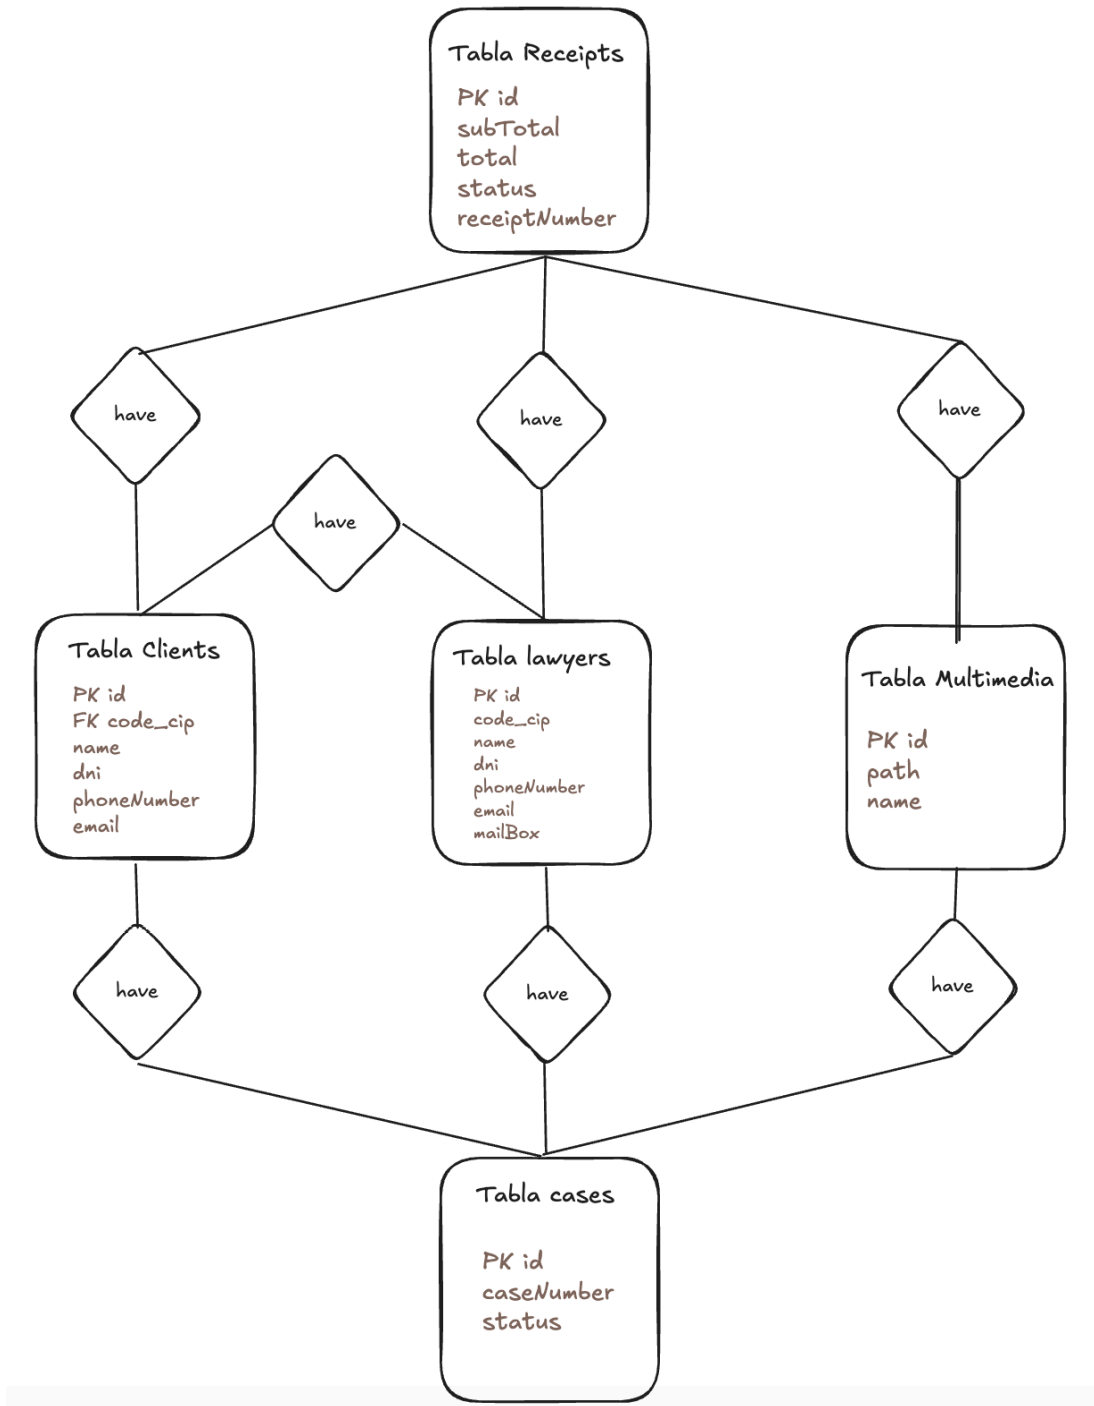 Tabla Receipts
PK id
subTotal
total
status
receiptNumber
have
have
have
have
Tabla Clients
PK id
FK code_cip
name
dni
phoneNumber
email
Tabla lawyers
PK id
code_cip
name
dni
phoneNumber
email
mailBox
Tabla Multimedia
PK id
path
name
have
have
have
Tabla cases
PK id
caseNumber
status